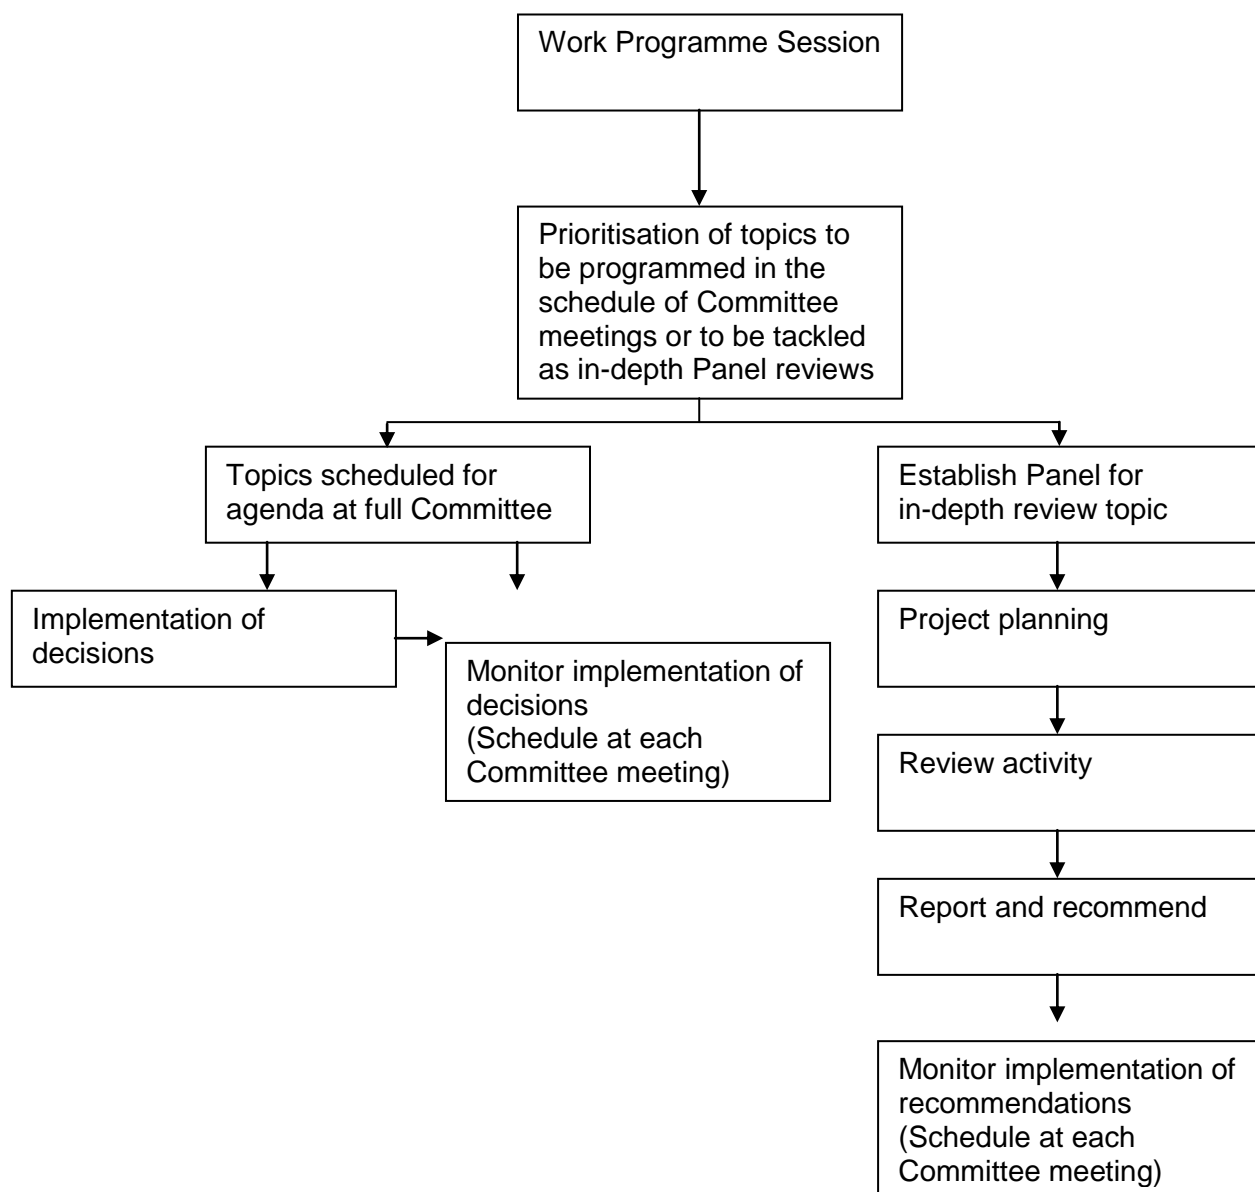 Work Programme Session
Prioritisation of topics to
be programmed in the
schedule of Committee
meetings or to be tackled
as in-depth Panel reviews
Topics scheduled for
agenda at full Committee
Establish Panel for
in-depth review topic
Implementation of
decisions
Monitor implementation of
decisions
(Schedule at each
Committee meeting)
Project planning
Review activity
Report and recommend
Monitor implementation of
recommendations
(Schedule at each
Committee meeting)